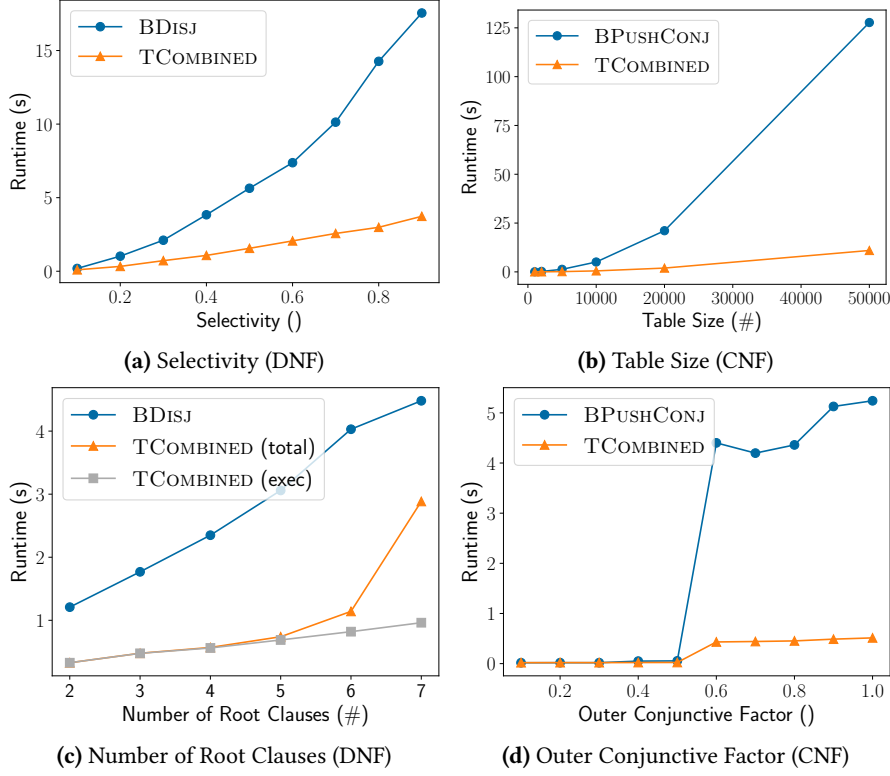 BDISJ
TCOMBINED
15
10
5
0
Runtime (s)
0.2
0.4
0.6
0.8
Selectivity ()
(a) Selectivity (DNF)
BPUSHCONJ
TCOMBINED
125
100
75
50
25
0
Runtime (s)
0
10000
20000
30000
40000
50000
Table Size (#)
(b) Table Size (CNF)
BDISJ
TCOMBINED (total)
TCOMBINED (exec)
4
3
2
1
Runtime (s)
2
3
4
5
6
7
Number of Root Clauses (#)
(c) Number of Root Clauses (DNF)
BPUSHCONJ
TCOMBINED
5
4
3
2
1
0
Runtime (s)
0.2
0.4
0.6
0.8
1.0
Outer Conjunctive Factor ()
(d) Outer Conjunctive Factor (CNF)